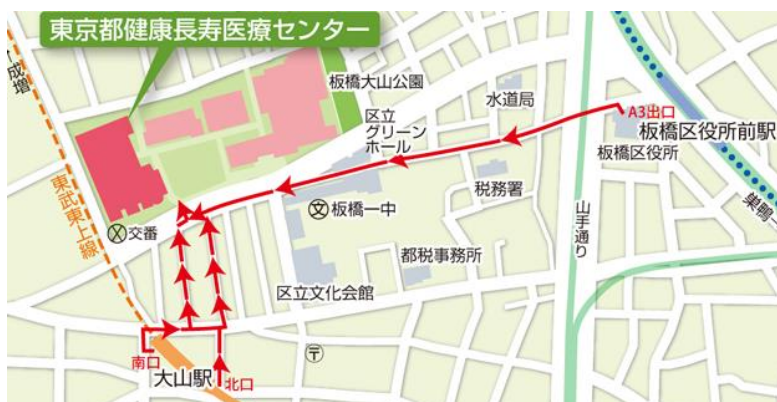 東京都健康長寿医療センター
↑成増
板橋大山公園
区立
グリーン
ホール
水道局
A3出口
板橋区役所前駅
板橋区役所
東武東上線
交番
文
板橋一中
税務署
山手通り
巣鴨→
都税事務所
区立文化会館
〒
南口
大山駅
北口